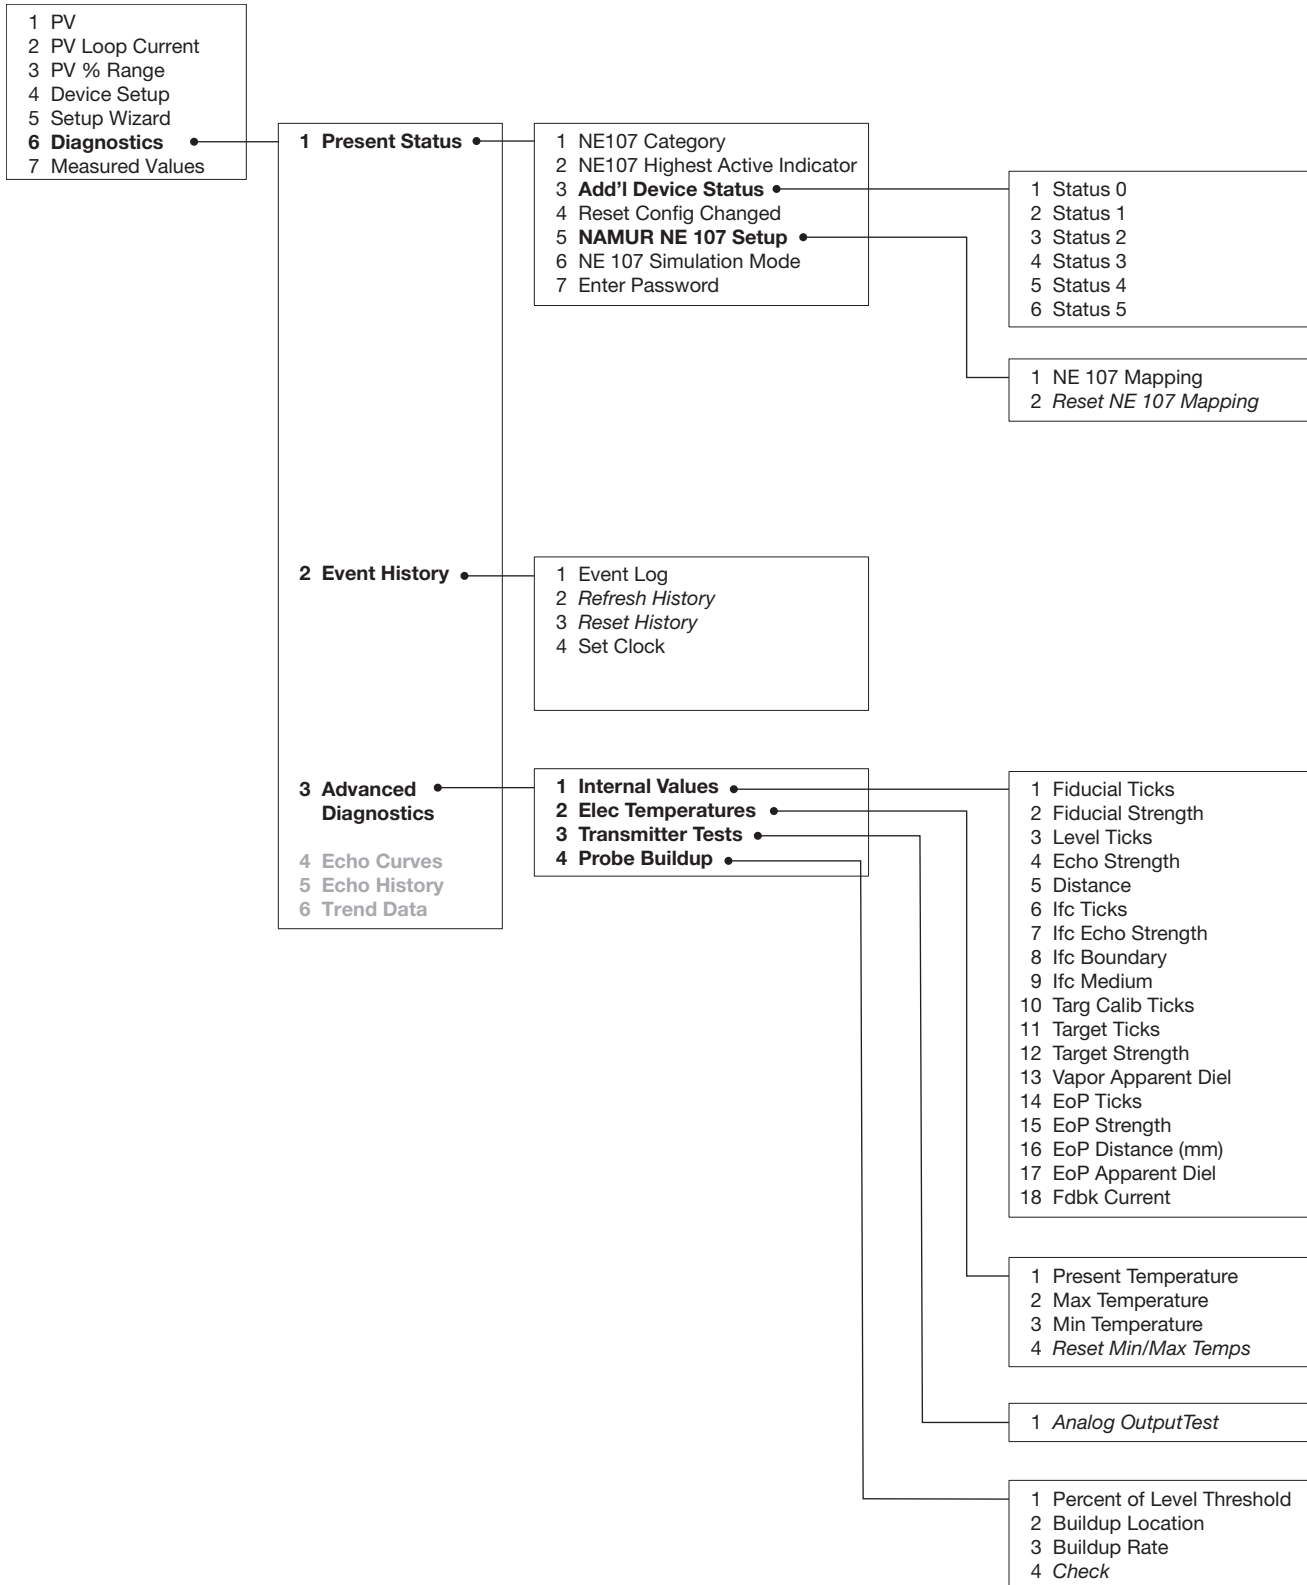 1 PV
2 PV Loop Current
3 PV % Range
4 Device Setup
5 Setup Wizard
6 Diagnostics
7 Measured Values
1 Present Status
2 Event History
3 Advanced
Diagnostics
4 Echo Curves
5 Echo History
6 Trend Data
1 NE107 Category
2 NE107 Highest Active Indicator
3 Add’l Device Status
4 Reset Config Changed
5 NAMUR NE 107 Setup
6 NE 107 Simulation Mode
7 Enter Password
1 Status 0
2 Status 1
3 Status 2
4 Status 3
5 Status 4
6 Status 5
1 NE 107 Mapping
2 Reset NE 107 Mapping
1 Event Log
2 Refresh History
3 Reset History
4 Set Clock
1 Internal Values
2 Elec Temperatures
3 Transmitter Tests
4 Probe Buildup
1 Fiducial Ticks
2 Fiducial Strength
3 Level Ticks
4 Echo Strength
5 Distance
6 Ifc Ticks
7 Ifc Echo Strength
8 Ifc Boundary
9 Ifc Medium
10 Targ Calib Ticks
11 Target Ticks
12 Target Strength
13 Vapor Apparent Diel
14 EoP Ticks
15 EoP Strength
16 EoP Distance (mm)
17 EoP Apparent Diel
18 Fdbk Current
1 Present Temperature
2 Max Temperature
3 Min Temperature
4 Reset Min/Max Temps
1 Analog OutputTest
1 Percent of Level Threshold
2 Buildup Location
3 Buildup Rate
4 Check